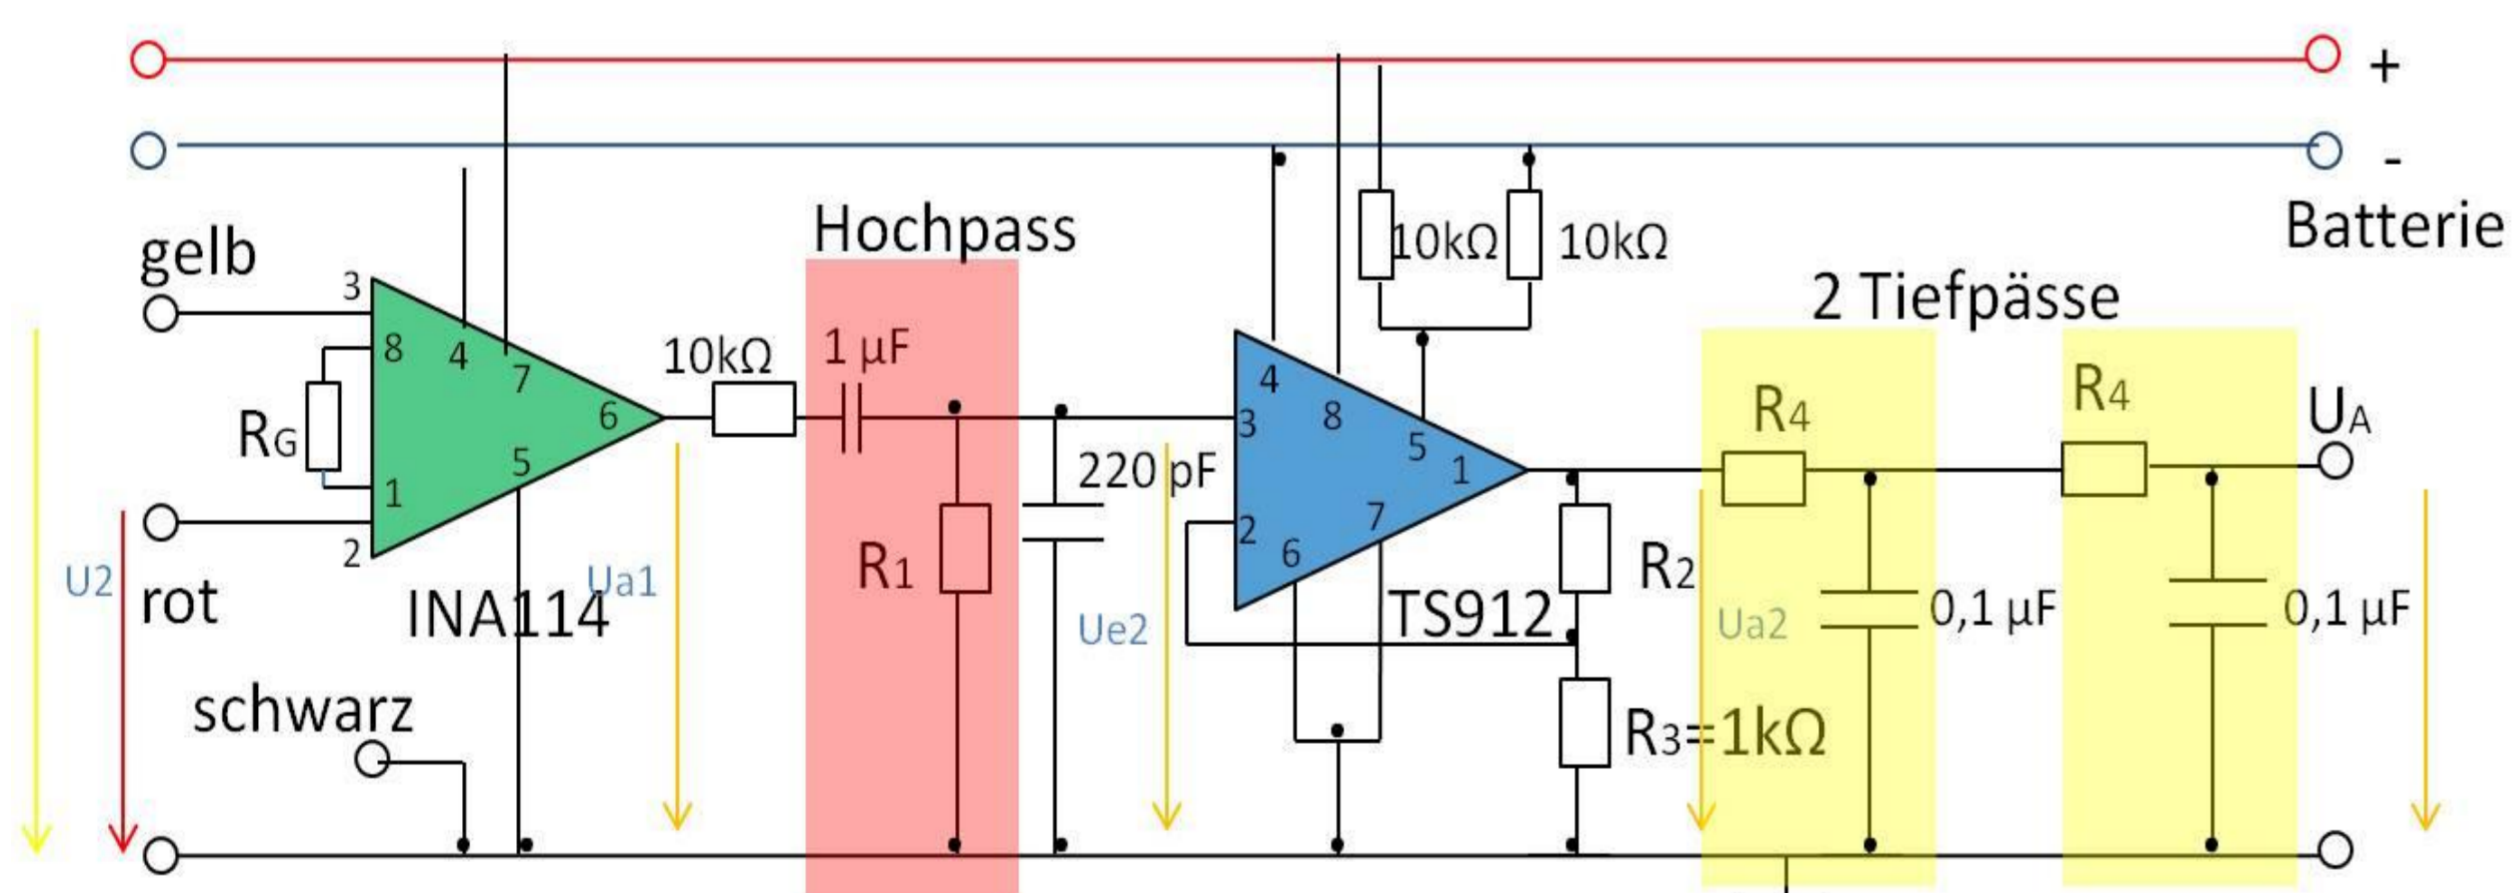 +
-
Batterie
Hochpass
gelb
10kΩ
10kΩ
2 Tiefpässe
3
8
4
7
6
5
1
2
RG
10kΩ
1 µF
4
8
3
5
1
2
7
6
R4
R4
UA
220 pF
U2
rot
INA114
Ua1
R1
Ue2
TS912
R2
Ua2
0,1 µF
0,1 µF
schwarz
R3=1kΩ